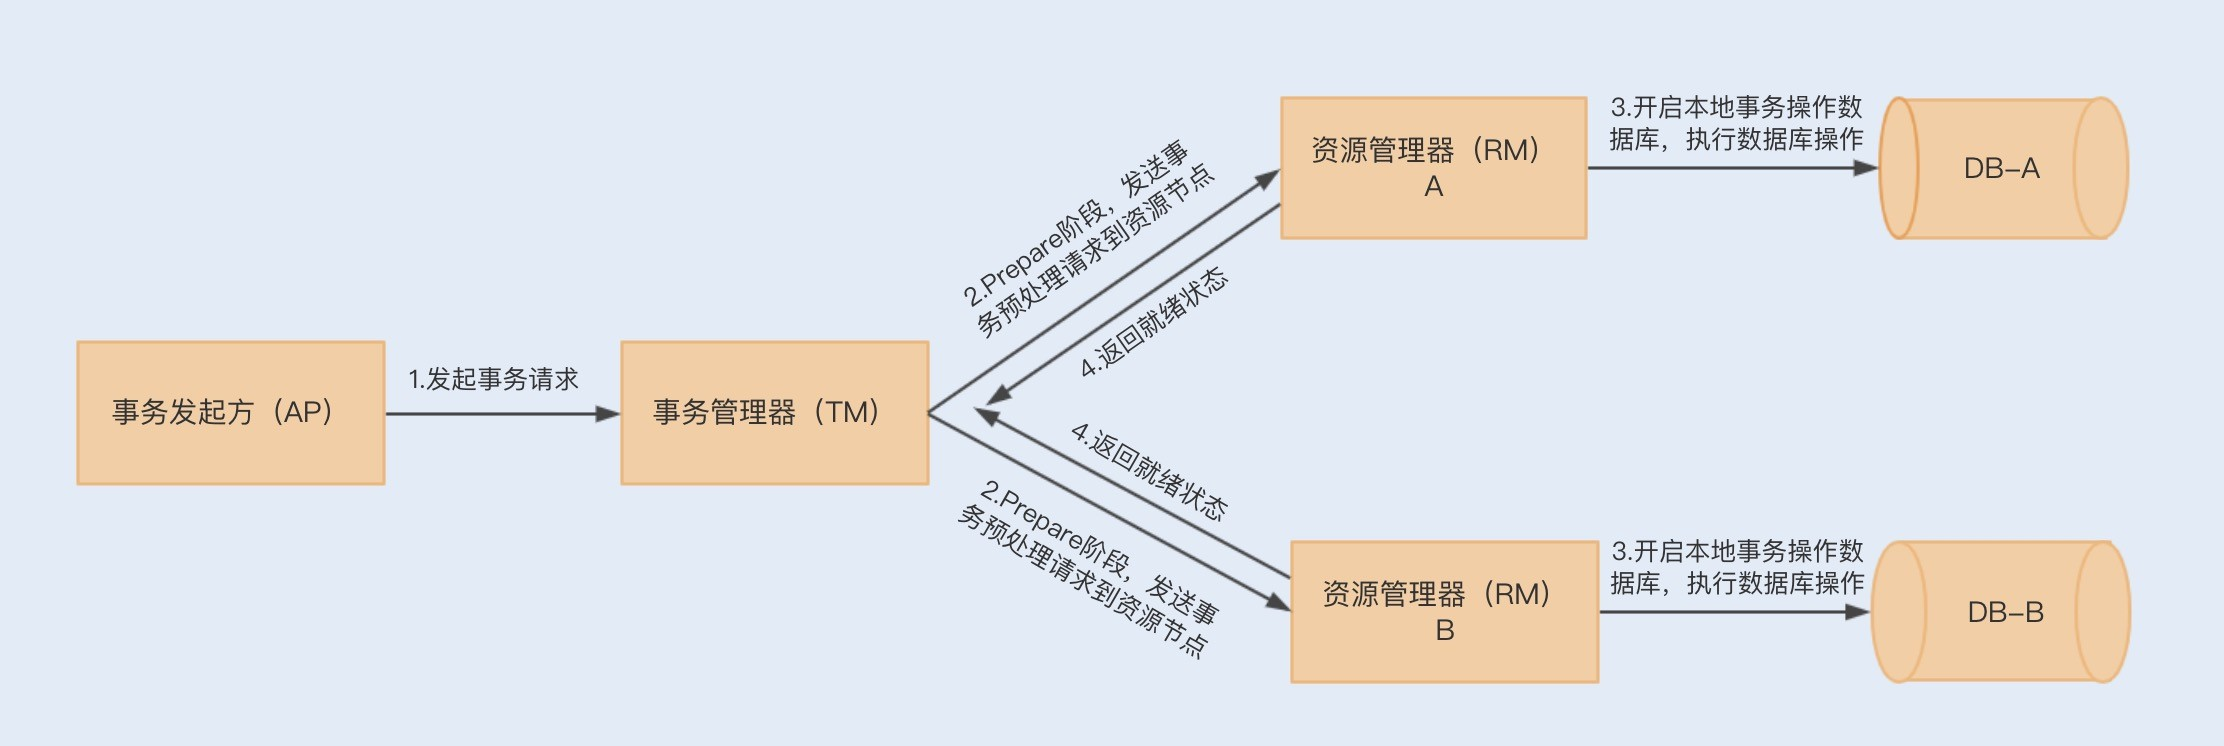 事务发起方（AP）
1.发起事务请求
事务管理器（TM）
2.Prepare阶段，发送事
务预处理请求到资源节点
4.返回就绪状态
资源管理器（RM）
A
3.开启本地事务操作数
据库，执行数据库操作
DB-A
4.返回就绪状态
2.Prepare阶段，发送事
务预处理请求到资源节点
资源管理器（RM）
B
3.开启本地事务操作数
据库，执行数据库操作
DB-B